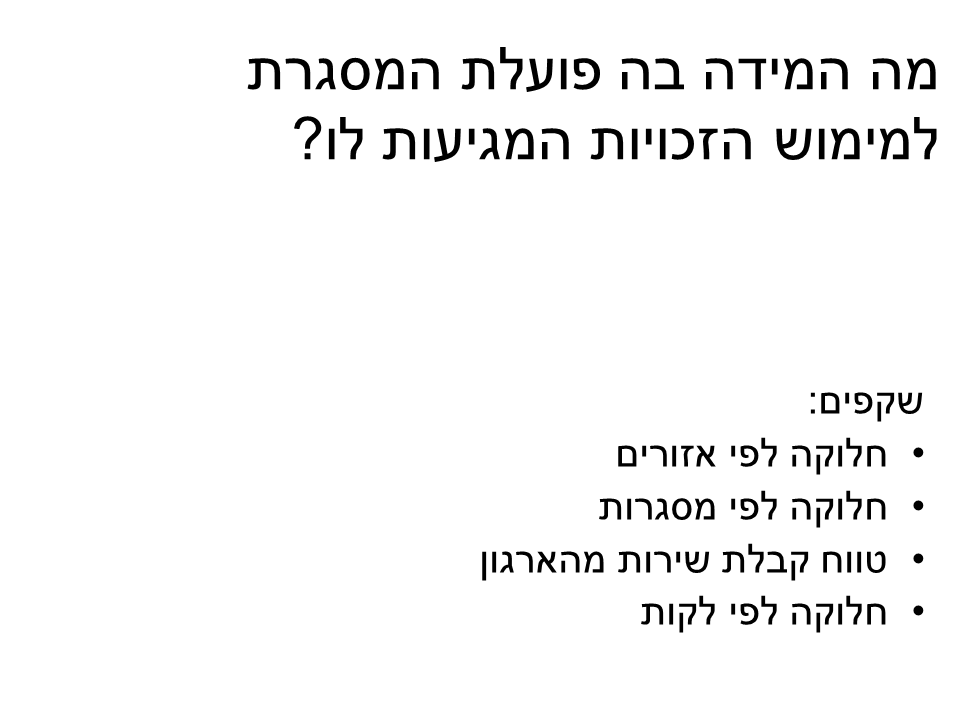 מה המידה בה פועלת המסגרת
למימוש הזכויות המגיעות לו?
שקפים:
• חלוקה לפי אזורים
• חלוקה לפי מסגרות
• טווח קבלת שירות מהארגון
• חלוקה לפי לקות